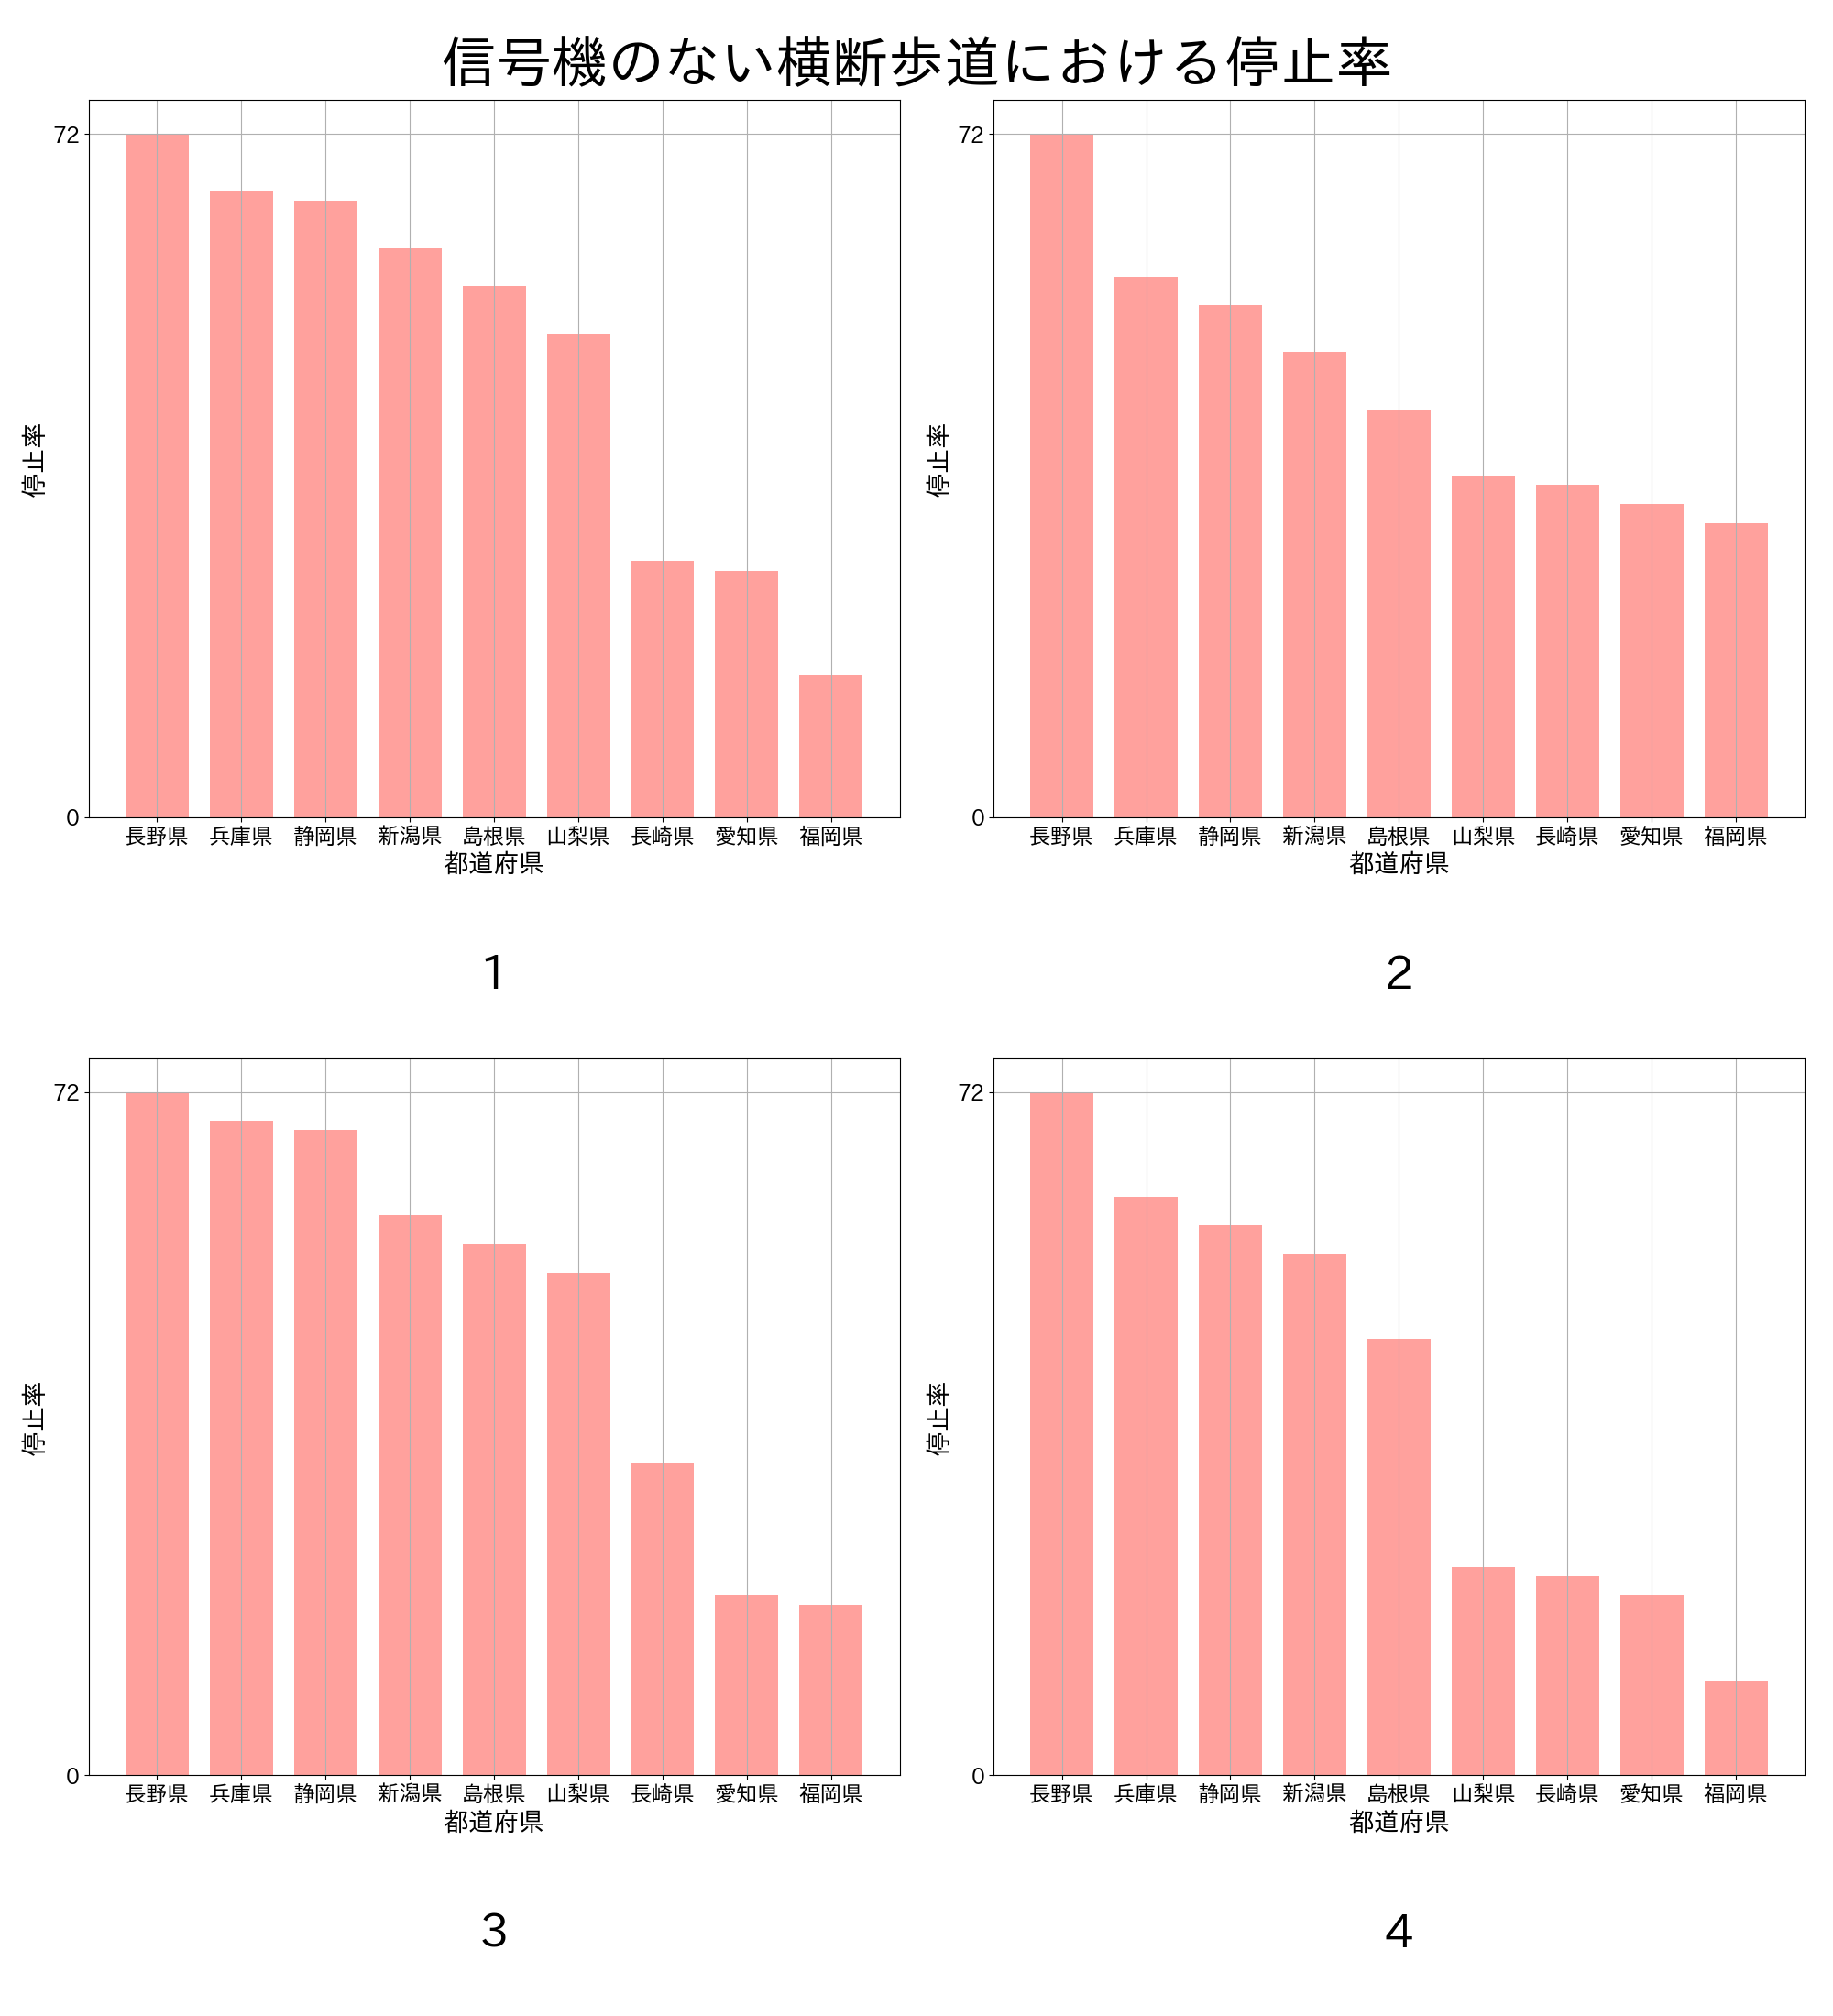 信号機のない横断歩道における停止率
72
0
停止率
長野県 兵庫県 静岡県 新潟県 島根県 山梨県 長崎県 愛知県 福岡県
都道府県
1
72
0
停止率
長野県 兵庫県 静岡県 新潟県 島根県 山梨県 長崎県 愛知県 福岡県
都道府県
2
72
0
停止率
長野県 兵庫県 静岡県 新潟県 島根県 山梨県 長崎県 愛知県 福岡県
都道府県
3
72
0
停止率
長野県 兵庫県 静岡県 新潟県 島根県 山梨県 長崎県 愛知県 福岡県
都道府県
4